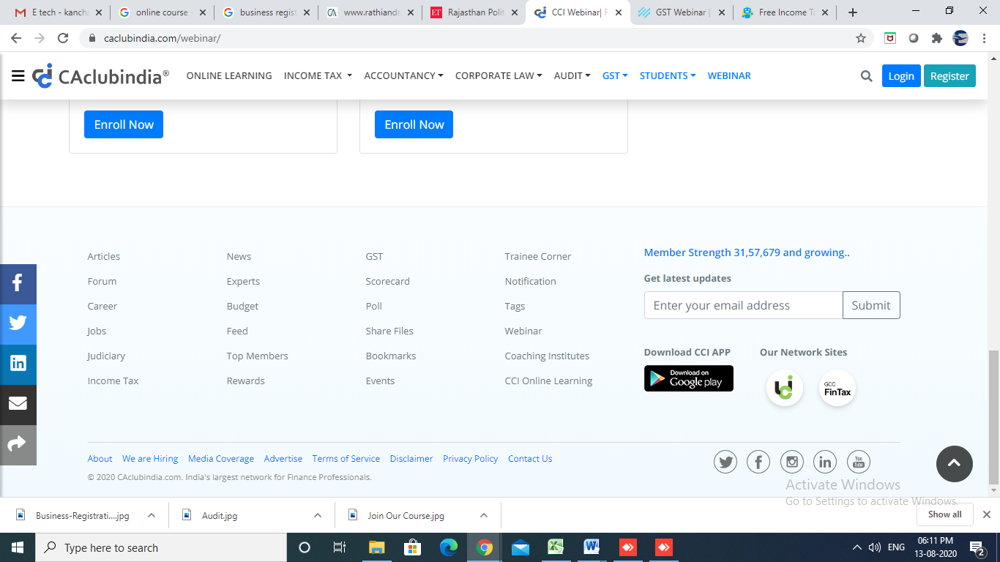 E tech - kancha
online course -
business regist
www.rathiandr
Rajasthan Polit
CCI Webinar| F
GST Webinar |
Free Income Ta
caclubindia.com/webinar/
CAclubindia®
ONLINE LEARNING INCOME TAX ACCOUNTANCY CORPORATE LAW AUDIT GST STUDENTS WEBINAR
Login Register
Enroll Now Enroll Now
Articles News GST Trainee Corner
Forum Experts Scorecard Notification
Career Budget Poll Tags
Jobs Feed Share Files Webinar
Judiciary Top Members Bookmarks Coaching Institutes
Income Tax Rewards Events CCI Online Learning
Member Strength 31,57,679 and growing..
Get latest updates
Enter your email address Submit
Download CCI APP Our Network Sites
Download on
Google play
GCC
FinTax
About We are Hiring Media Coverage Advertise Terms of Service Disclaimer Privacy Policy Contact Us
© 2020 CAclubindia.com. India's largest network for Finance Professionals.
You
Tube
Activate Windows
Go to Settings to activate Windows.
Business-Registrati....jpg Audit.jpg Join Our Course.jpg Show all
Type here to search
ENG
06:11 PM
13-08-2020
2